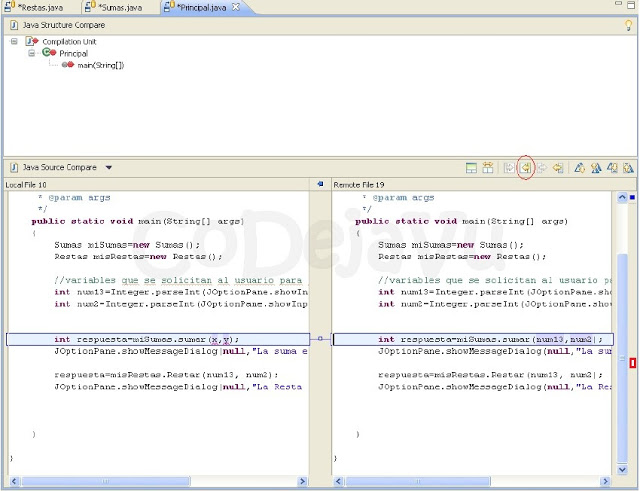 *Restas.java *Sumas.java *Principal.java
Java Structure Compare
Compilation Unit
Principal
main(String[])
Java Source Compare
Local File 10 Remote File 19
* @param args
*/
public static void main(String[] args)
{
Sumas miSumas=new Sumas();
Restas misRestas=new Restas();
//variables que se solicitan al usuario para
int num13=Integer.parseInt(JOptionPane.showInp
int num2=Integer.parseInt(JOptionPane.showInp
int respuesta=miSumas.sumar(x,y);
JOptionPane.showMessageDialog(null,"La suma e
respuesta=misRestas.Restar(num13, num2);
JOptionPane.showMessageDialog(null,"La Resta
}
}
* @param args
*/
public static void main(String[] args)
{
Sumas miSumas=new Sumas();
Restas misRestas=new Restas();
//variables que se solicitan al usuario pa
int num13=Integer.parseInt(JOptionPane.sho
int num2=Integer.parseInt(JOptionPane.show
int respuesta=miSumas.sumar(num13,num2);
JOptionPane.showMessageDialog(null,"La sum
respuesta=misRestas.Restar(num13, num2);
JOptionPane.showMessageDialog(null,"La Res
}
}
CoDejaVu